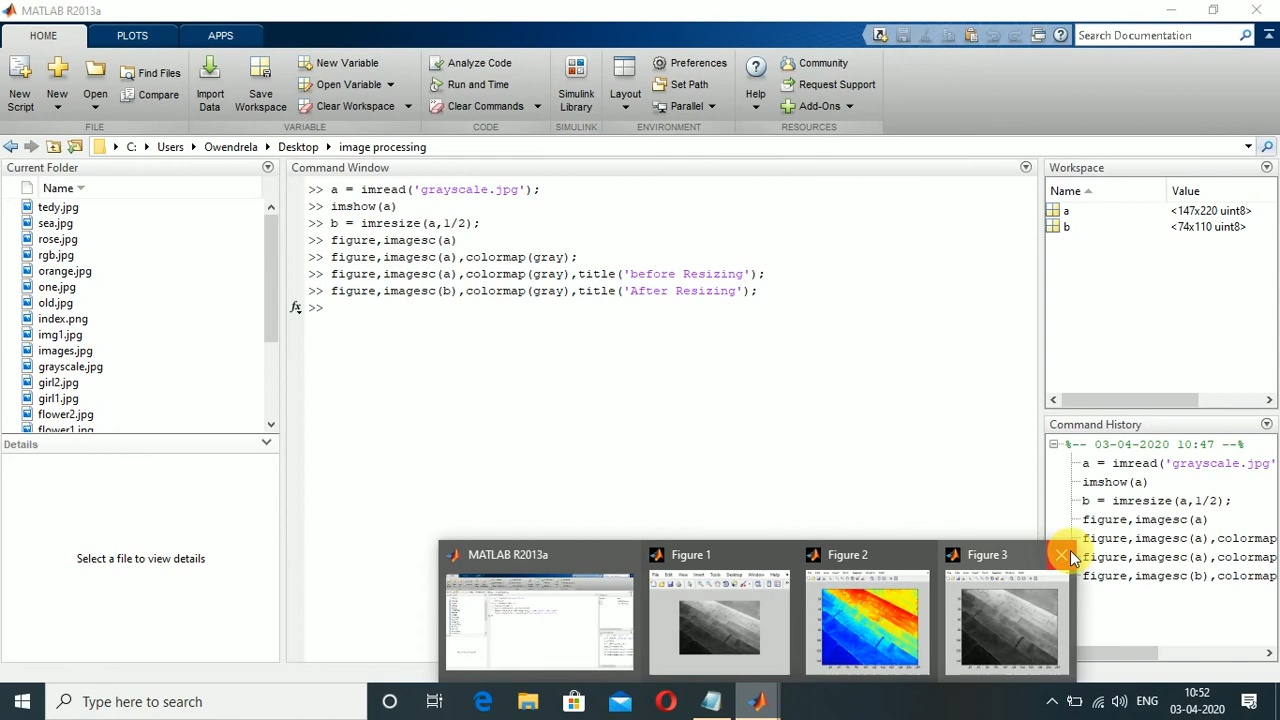 MATLAB R2013a
HOME
PLOTS
APPS
Search Documentation
New
Script
New
Open
Find Files
Compare
Import
Data
Save
Workspace
New Variable
Open Variable
Clear Workspace
Analyze Code
Run and Time
Clear Commands
Simulink
Library
Layout
Preferences
Set Path
Parallel
Help
Community
Request Support
Add-Ons
FILE
VARIABLE
CODE
SIMULINK
ENVIRONMENT
RESOURCES
C: Users Owendrela Desktop image processing
Current Folder
Name
tedy.jpg
sea.jpg
rose.jpg
rgb.jpg
orange.jpg
one.jpg
old.jpg
index.png
img1.jpg
images.jpg
grayscale.jpg
girl2.jpg
girl1.jpg
flower2.jpg
flower1.jpg
Details
Select a file to view details
Command Window
>> a = imread('grayscale.jpg');
>> imshow(a)
>> b = imresize(a,1/2);
>> figure,imagesc(a)
>> figure,imagesc(a),colormap(gray);
>> figure,imagesc(a),colormap(gray),title('before Resizing');
>> figure,imagesc(b),colormap(gray),title('After Resizing');
fx >>
Workspace
Name Value
a <147x220 uint8>
b <74x110 uint8>
Command History
%-- 03-04-2020 10:47 --%
a = imread('grayscale.jpg'
imshow(a)
b = imresize(a,1/2);
figure,imagesc(a)
figure,imagesc(a),colormap
figure,imagesc(a),colormap
figure,imagesc(b),colormap
MATLAB R2013a
Figure 1
Figure 2
Figure 3
Type here to search
ENG
10:52
03-04-2020